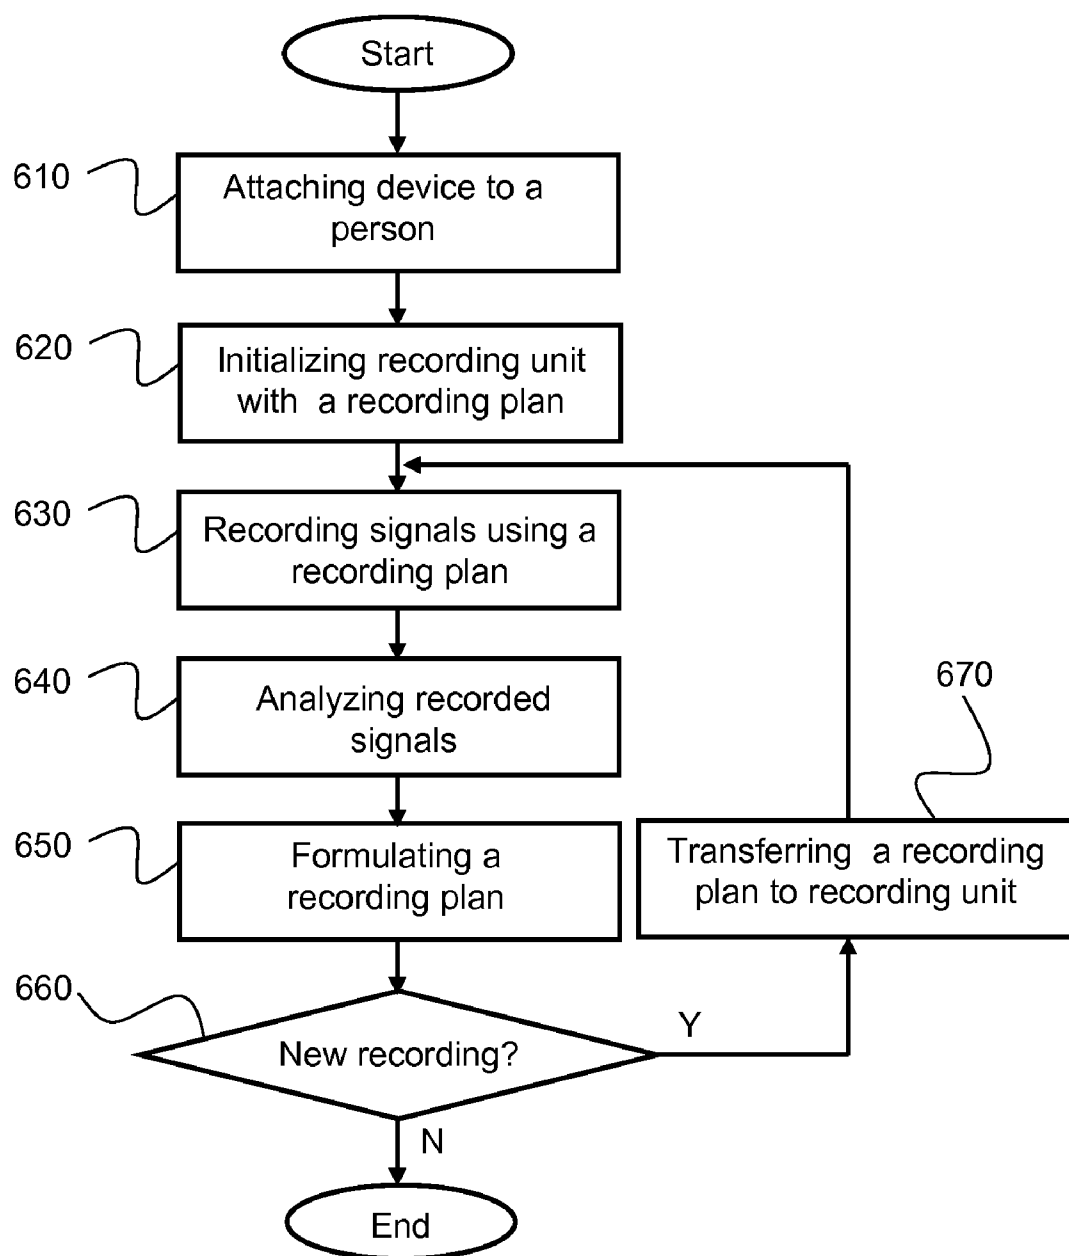 Start
610
Attaching device to a
person
620
Initializing recording unit
with a recording plan
630
Recording signals using a
recording plan
640
Analyzing recorded
signals
670
650
Formulating a
recording plan
Transferring a recording
plan to recording unit
660
New recording?
Y
N
End